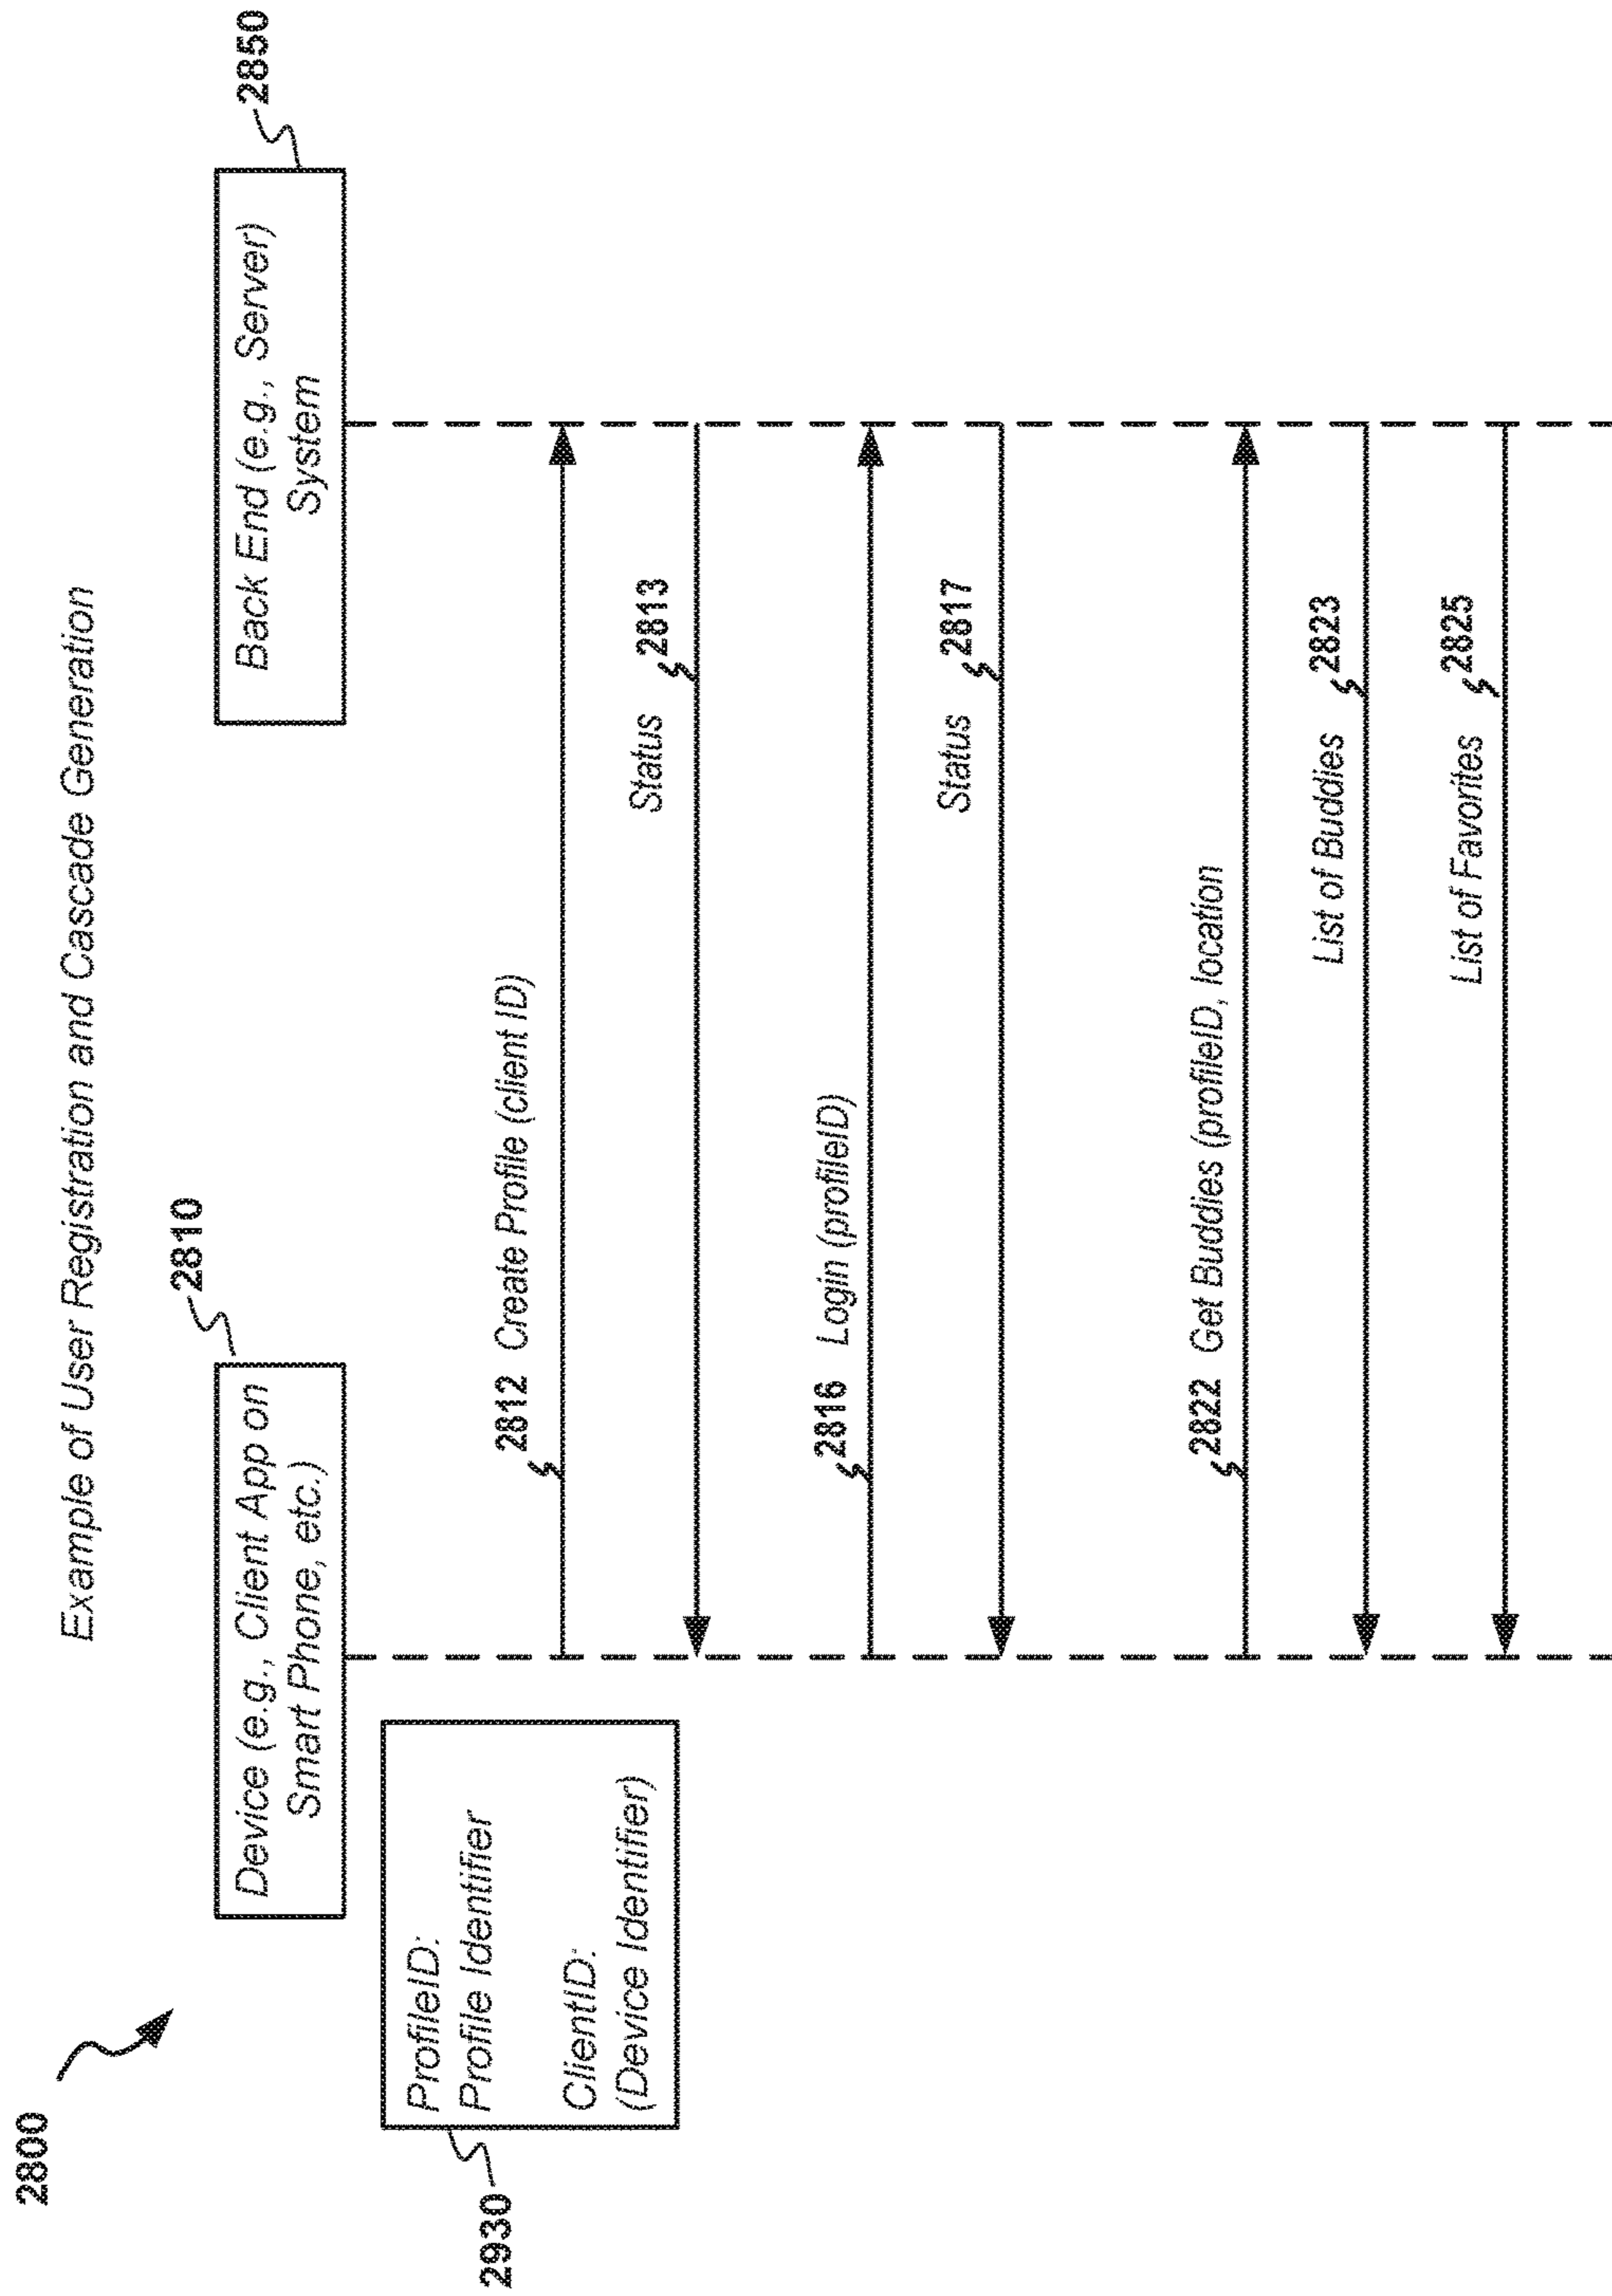 Example of User Registration and Cascade Generation
2800
2810
2850
Device (e.g., Client App on
Smart Phone, etc.)
Back End (e.g., Server)
System
2930
ProfileID:
Profile Identifier
ClientID:
(Device Identifier)
2812 Create Profile (client ID)
Status 2813
2816 Login (profileID)
Status 2817
2822 Get Buddies (profileID, location
List of Buddies 2823
List of Favorites 2825